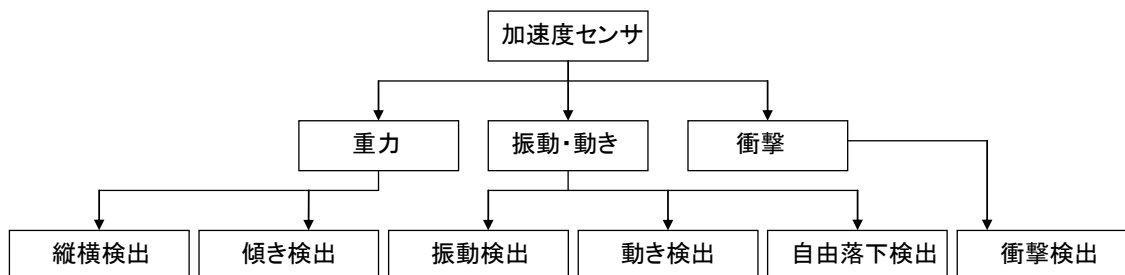 加速度センサ
重力
振動・動き
衝撃
縦横検出
傾き検出
振動検出
動き検出
自由落下検出
衝撃検出